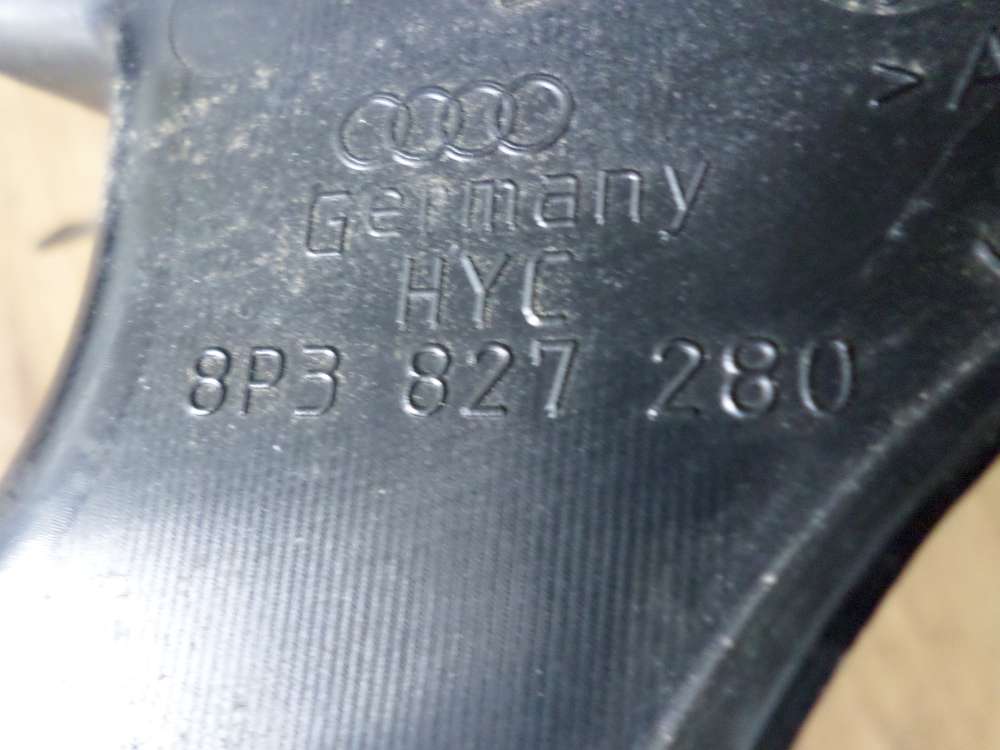 >A
Germany
HYC
8P3 827 280